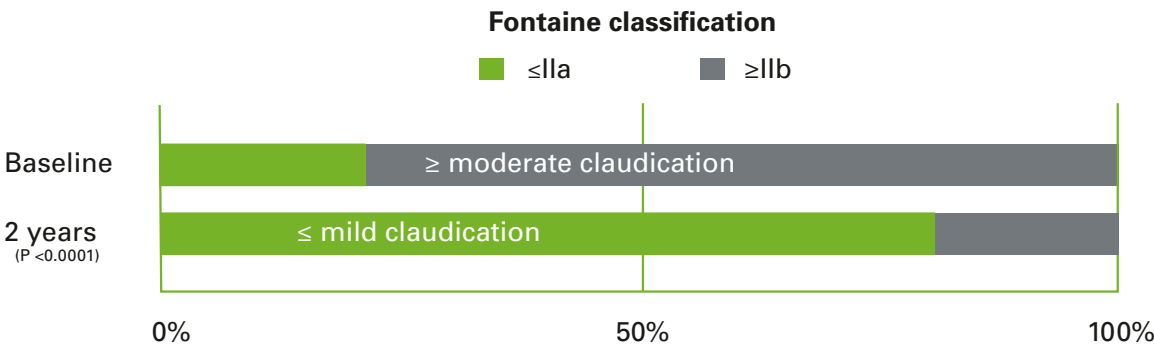 Fontaine classification
≤IIa ≥IIb
Baseline ≥ moderate claudication
2 years ≤ mild claudication
(P <0.0001)
0% 50% 100%